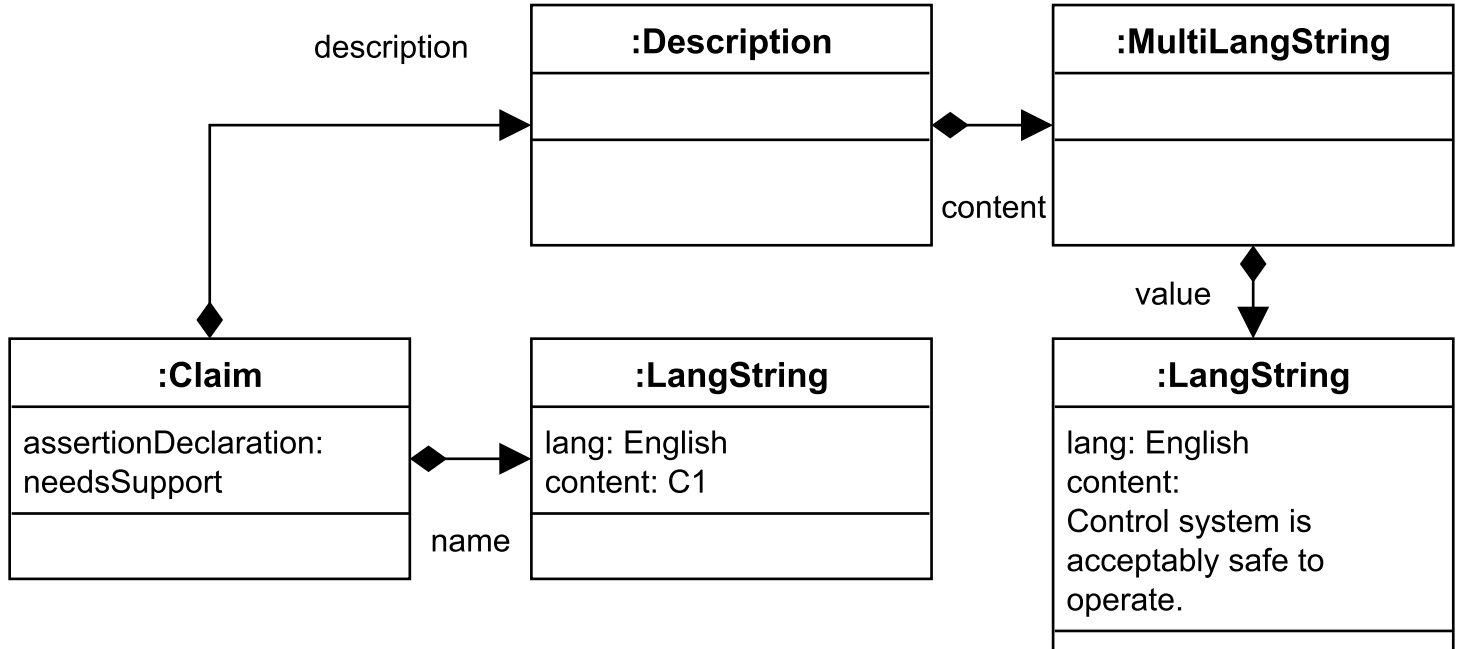 description
:Description
:MultiLangString
content
value
:Claim
assertionDeclaration:
needsSupport
name
:LangString
lang: English
content: C1
:LangString
lang: English
content:
Control system is
acceptably safe to
operate.